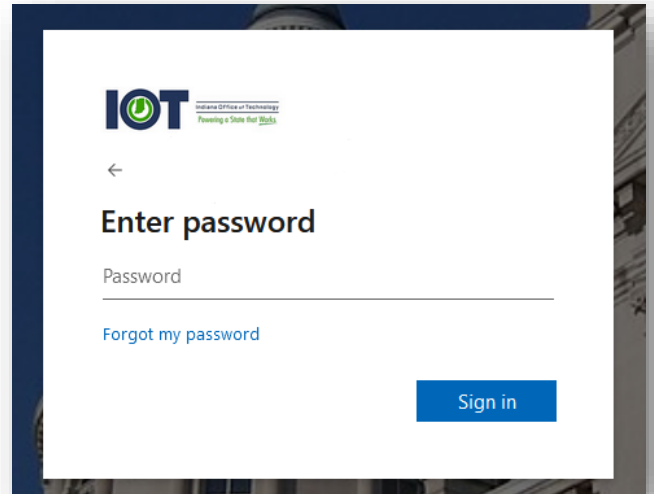 IOT
Indiana Office of Technology
Powering a State that Works
←
Enter password
Password
Forgot my password
Sign in